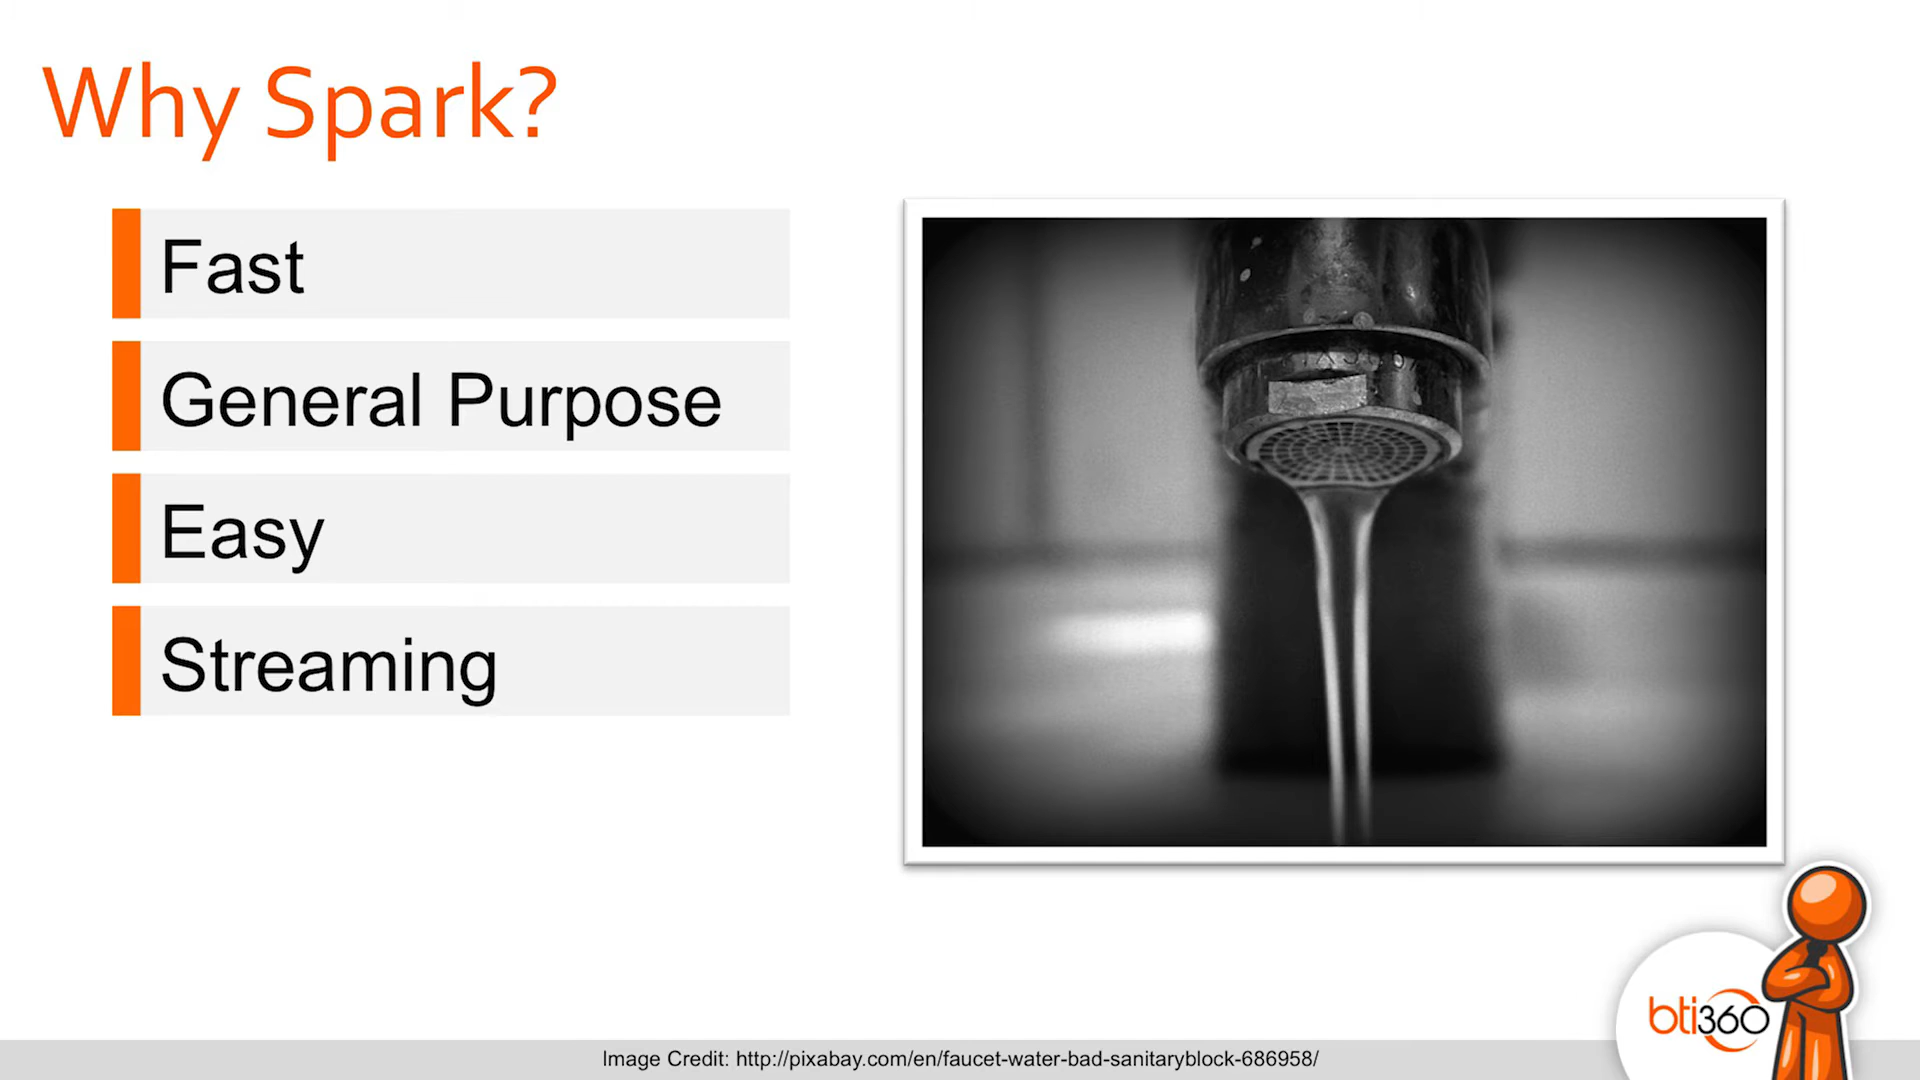 Why Spark?
Fast
General Purpose
Easy
Streaming
bti360
Image Credit: http://pixabay.com/en/faucet-water-bad-sanitaryblock-686958/